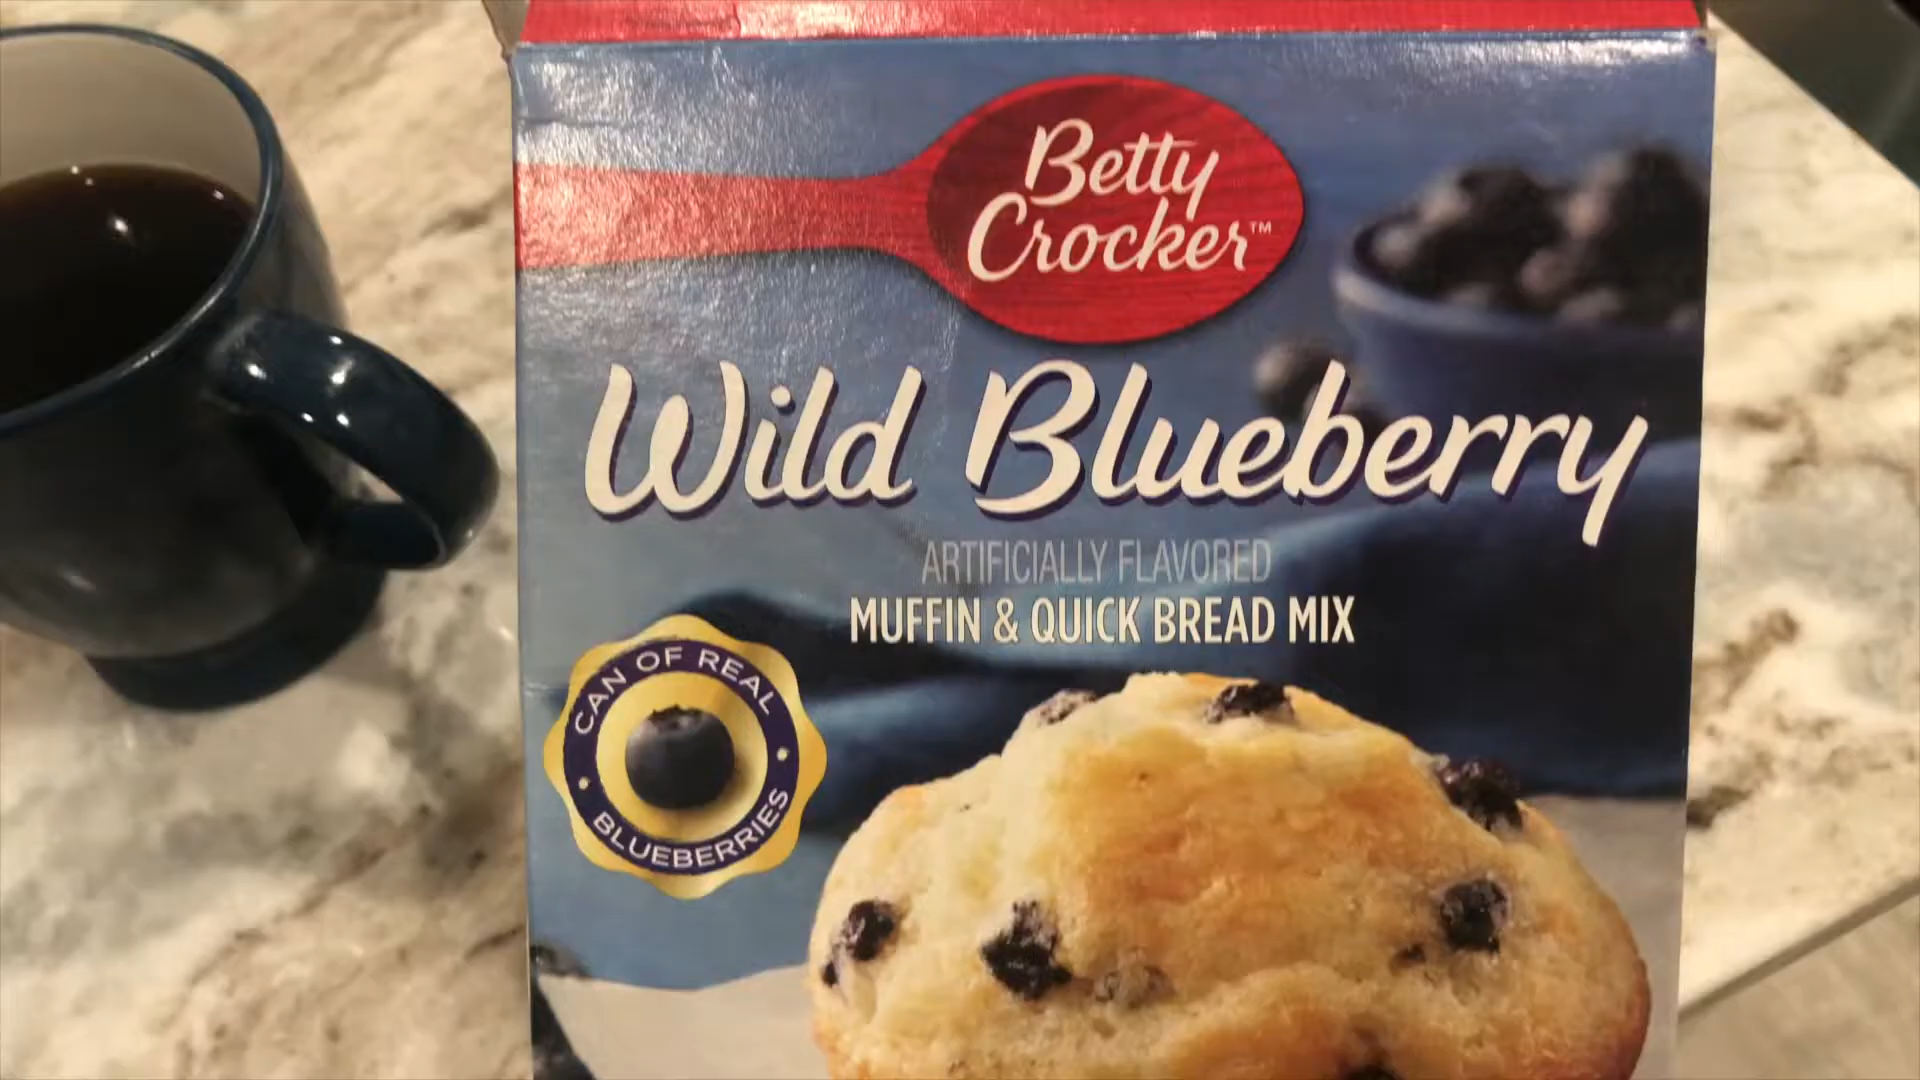 Betty
Crocker™
Wild Blueberry
ARTIFICIALLY FLAVORED
MUFFIN & QUICK BREAD MIX
CAN OF REAL
BLUEBERRIES